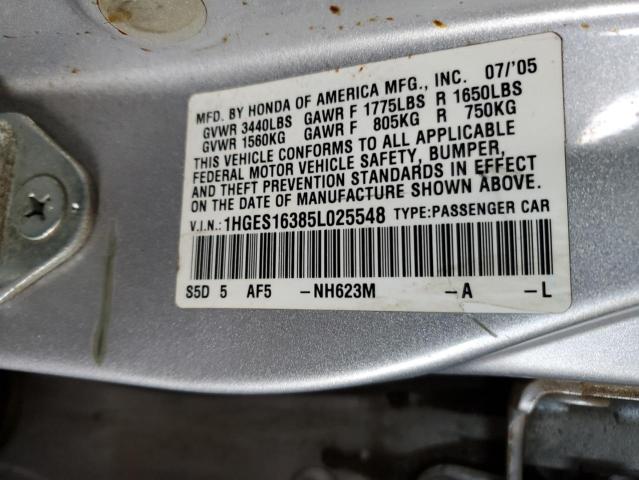 MFD. BY HONDA OF AMERICA MFG., INC. 07/'05
GVWR 3440LBS GAWR F 1775LBS R 1650LBS
GVWR 1560KG GAWR F 805KG R 750KG
THIS VEHICLE CONFORMS TO ALL APPLICABLE
FEDERAL MOTOR VEHICLE SAFETY, BUMPER,
AND THEFT PREVENTION STANDARDS IN EFFECT
ON THE DATE OF MANUFACTURE SHOWN ABOVE.
V.I.N.: 1HGES16385L025548 TYPE:PASSENGER CAR
S5D 5 AF5 -NH623M -A -L